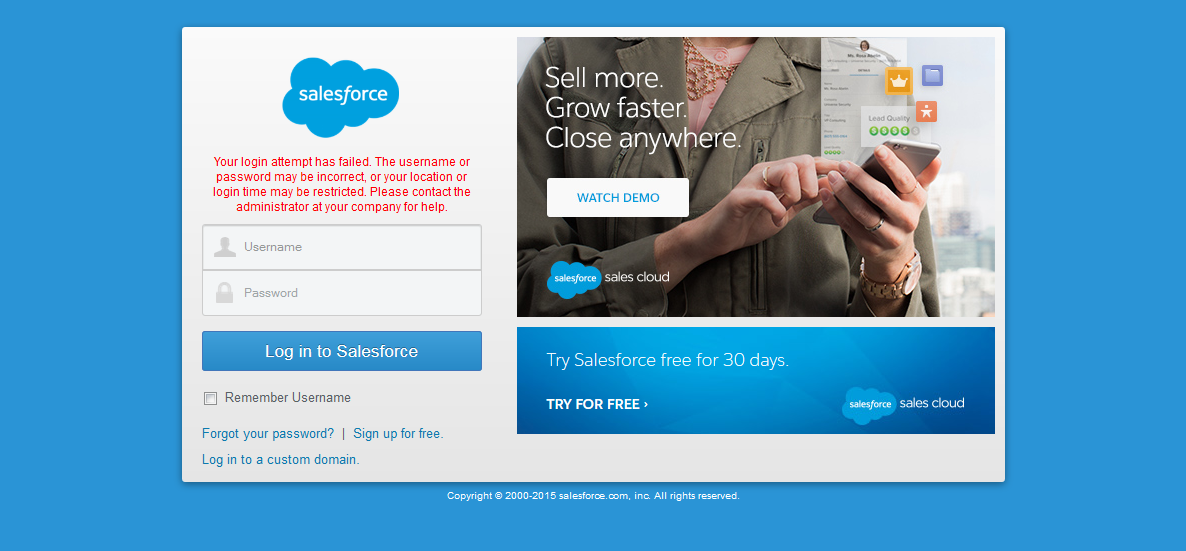 salesforce
Your login attempt has failed. The username or
password may be incorrect, or your location or
login time may be restricted. Please contact the
administrator at your company for help.
Username
Password
Log in to Salesforce
Remember Username
Forgot your password? | Sign up for free.
Log in to a custom domain.
Sell more.
Grow faster.
Close anywhere.
WATCH DEMO
Ms. Rose Martin
DETAILS
Lead Quality
salesforce sales cloud
Try Salesforce free for 30 days.
TRY FOR FREE ›
salesforce sales cloud
Copyright © 2000-2015 salesforce.com, inc. All rights reserved.